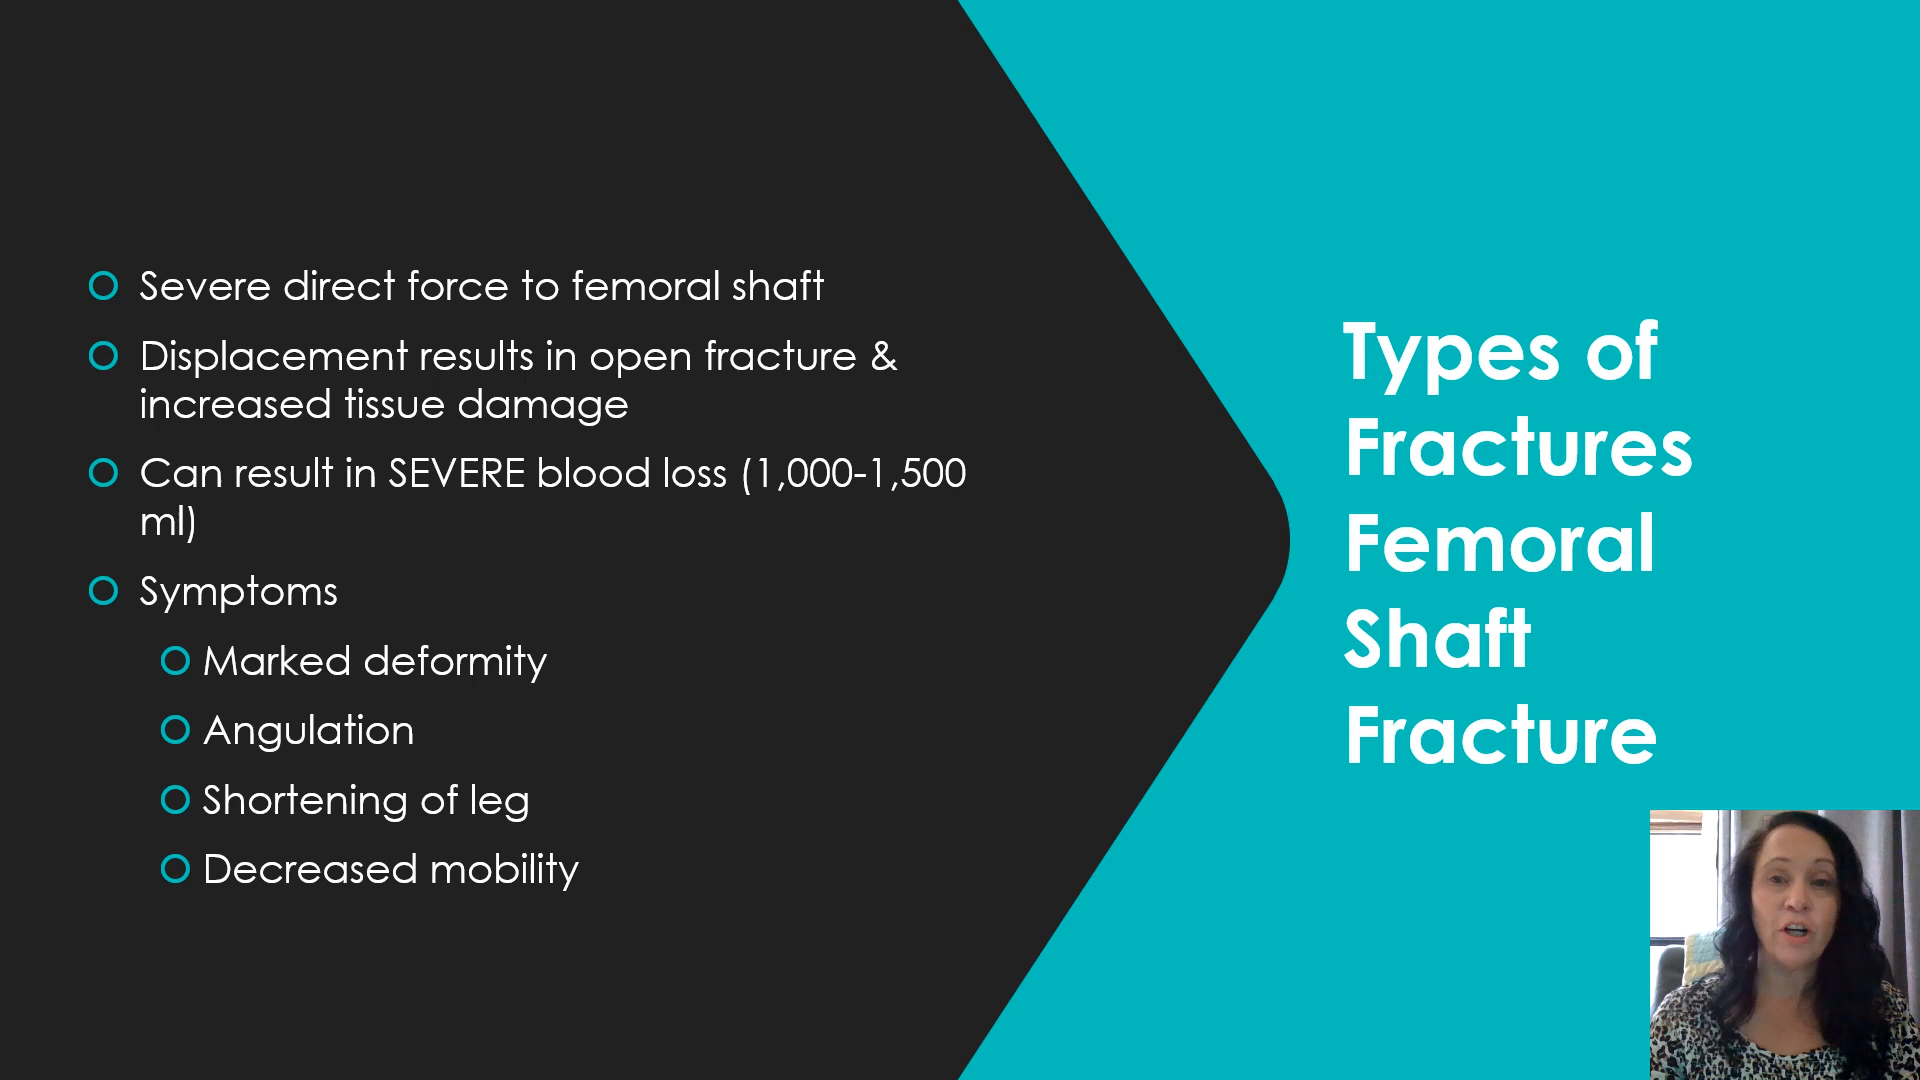 Severe direct force to femoral shaft
Displacement results in open fracture &
increased tissue damage
Can result in SEVERE blood loss (1,000-1,500
ml)
Symptoms
Marked deformity
Angulation
Shortening of leg
Decreased mobility
Types of
Fractures
Femoral
Shaft
Fracture